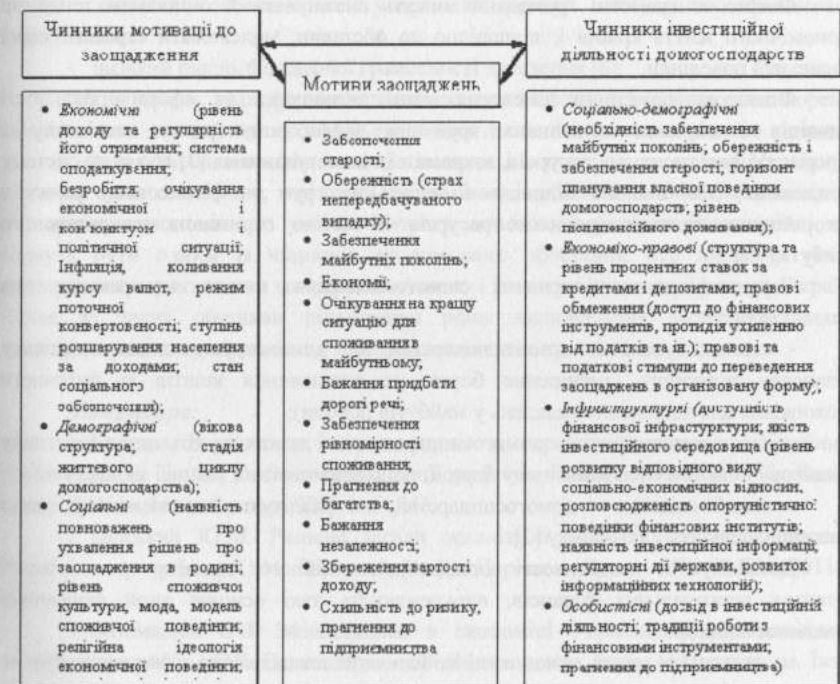 Чинники мотивації до
заощадження
Економічні (рівень
доходу та регулярність
його отримання; система
оподаткування;
безробіття; очікування
економічної і
кон'юнктури
політичної ситуації;
Інфляція, коливання
курсу валют, режим
поточної
конвертованості; ступінь
розшарування населення
за доходами; стан
соціального
забезпечення);
Демографічні (вікова
структура; стадія
життєвого циклу
домогосподарства);
Соціальні (наявність
повноважень про
ухвалення рішень про
заощадження в родині;
рівень споживчої
культури, мода, модель
споживчої поведінки;
релігійна ідеологія
економічної поведінки;
Мотиви заощаджень
Забезпечення
старості;
Обережність (страх
непередбачуваного
випадку);
Забезпечення
майбутніх поколінь;
Економії;
Очікування на кращу
ситуацію для
споживання в
майбутньому,
Бажання придбати
дорогі речі;
Забезпечення
рівномірності
споживання,
Прагнення
багатства;
Бажання
незалежності;
Збереження вартості
доходу;
Схильність до ризику,
прагнення до
підприємництва
Чинники інвестиційної
діяльності домогосподарств
Соціально-демографічні
(необхідність забезпечення
майбутніх поколінь; обережність і
забезпечення старості; горизонт
планування власної поведінки
домогосподарств; рівень
післяпенсійного доживання);
Економіко-правові (структура та
рівень процентних ставок за
кредитами і депозитами; правові
обмеження (доступ до фінансових
інструментів, протидія ухиленню
від податків та ін.); правові та
податкові стимули до переведення
заощаджень в організовану форму;;
Інфраструктурні (доступність
фінансової інфрастурктури; якість
інвестиційного середовища (рівень
розвитку відповідного виду
соціально-економічних відносин,
розповсюдженість опортуністичної
поведінки фінансових інститутів;
наявність інвестиційної інформації,
регуляторні дії держави, розвиток
інформаційних технологій);
Особистісні (досвід в інвестиційній
діяльності; традиції роботи з
фінансовими інструментами;
прагнення до підприємництва)